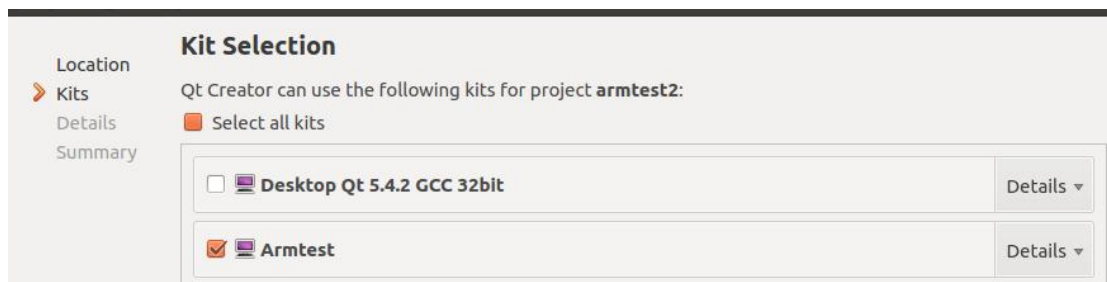 Kit Selection
Location
Kits
Details
Summary
Qt Creator can use the following kits for project armtest2:
Select all kits
Desktop Qt 5.4.2 GCC 32bit
Details
Armtest
Details